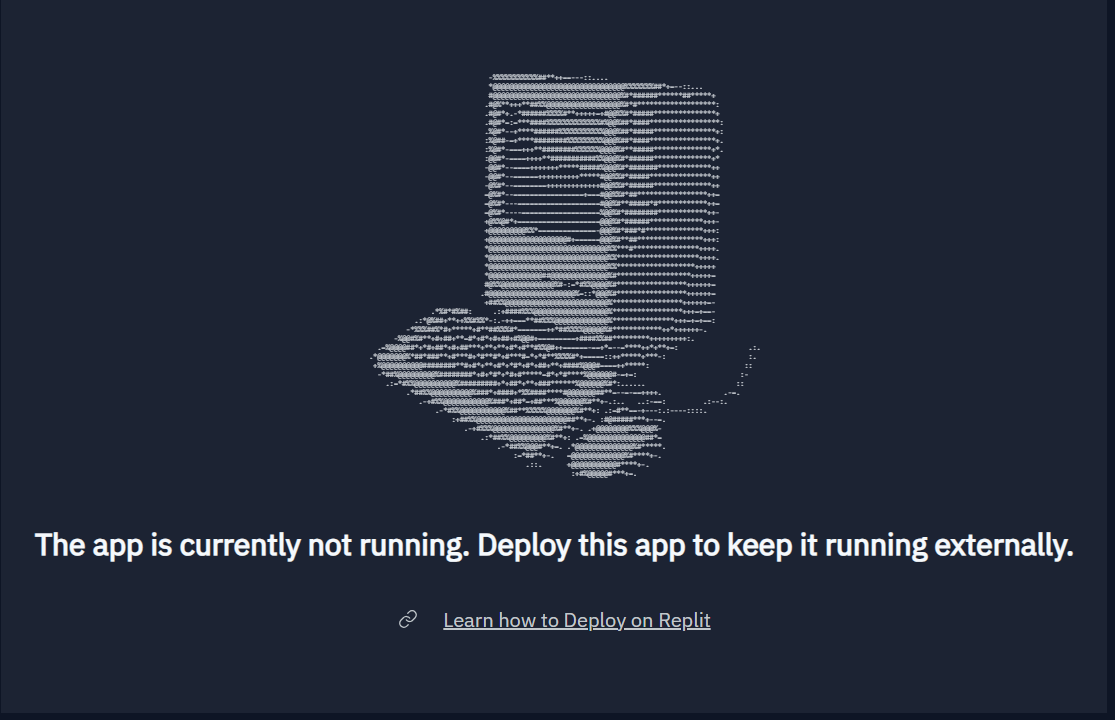 The app is currently not running. Deploy this app to keep it running externally.
Learn how to Deploy on Replit